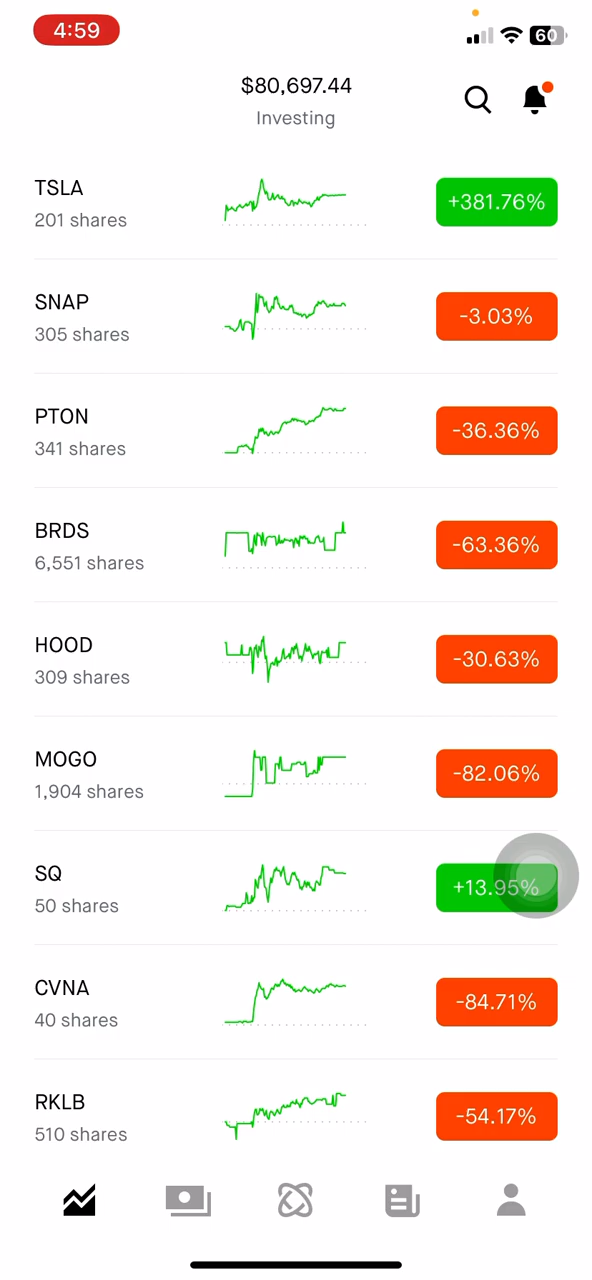 4:59
60
$80,697.44
Investing
TSLA
201 shares
+381.76%
SNAP
305 shares
-3.03%
PTON
341 shares
-36.36%
BRDS
6,551 shares
-63.36%
HOOD
309 shares
-30.63%
MOGO
1,904 shares
-82.06%
SQ
50 shares
+13.95%
CVNA
40 shares
-84.71%
RKLB
510 shares
-54.17%